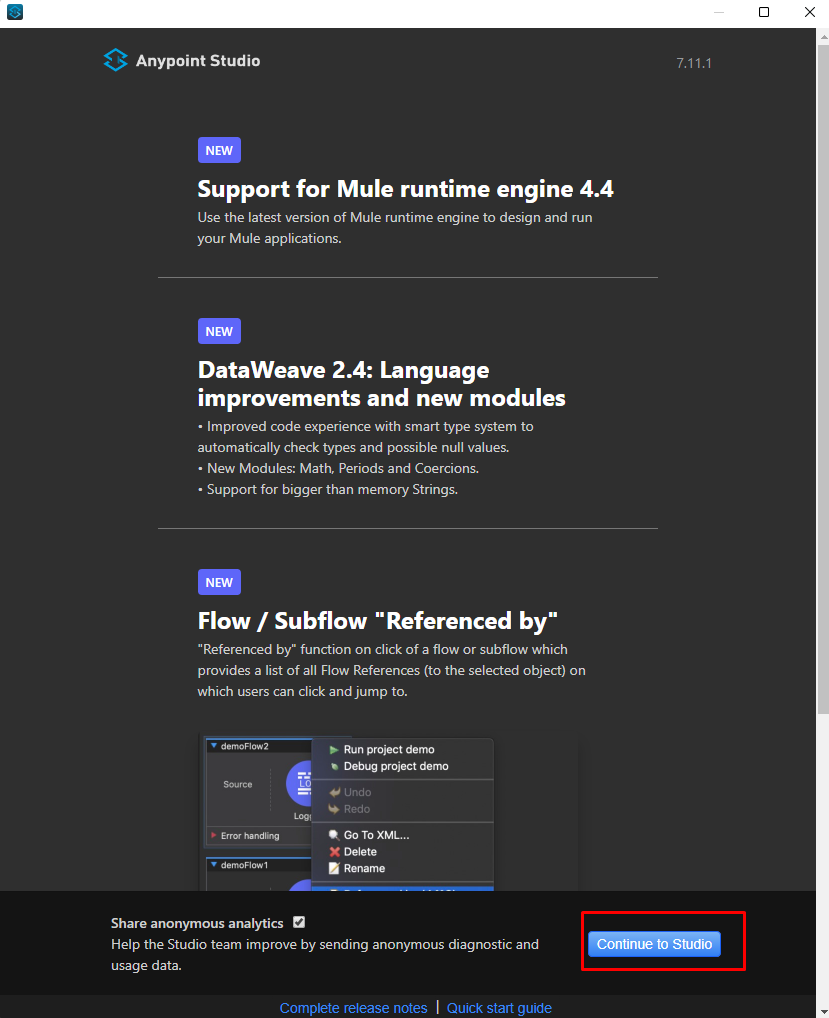 Anypoint Studio
7.11.1
NEW
Support for Mule runtime engine 4.4
Use the latest version of Mule runtime engine to design and run
your Mule applications.
NEW
DataWeave 2.4: Language
improvements and new modules
• Improved code experience with smart type system to
automatically check types and possible null values.
• New Modules: Math, Periods and Coercions.
• Support for bigger than memory Strings.
NEW
Flow / Subflow "Referenced by"
"Referenced by" function on click of a flow or subflow which
provides a list of all Flow References (to the selected object) on
which users can click and jump to.
demoFlow2
Source
Error handling
demoFlow1
Run project demo
Debug project demo
Undo
Redo
Go To XML...
Delete
Rename
Share anonymous analytics
Help the Studio team improve by sending anonymous diagnostic and
usage data.
Continue to Studio
Complete release notes | Quick start guide